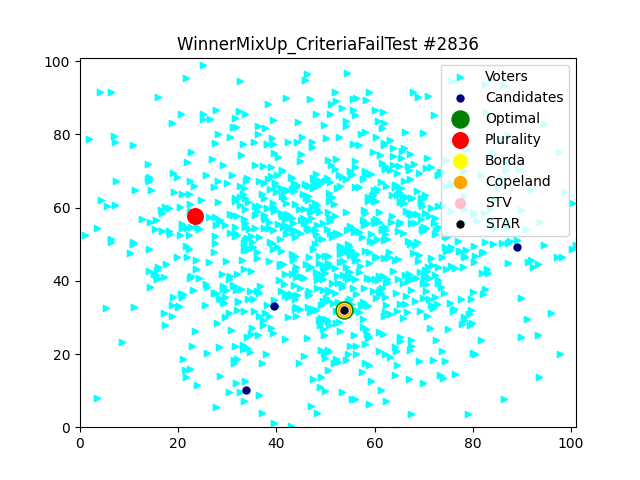 WinnerMixUp_CriteriaFailTest #2836
100
80
60
40
20
0
0
20
40
60
80
100
Voters
Candidates
Optimal
Plurality
Borda
Copeland
STV
STAR